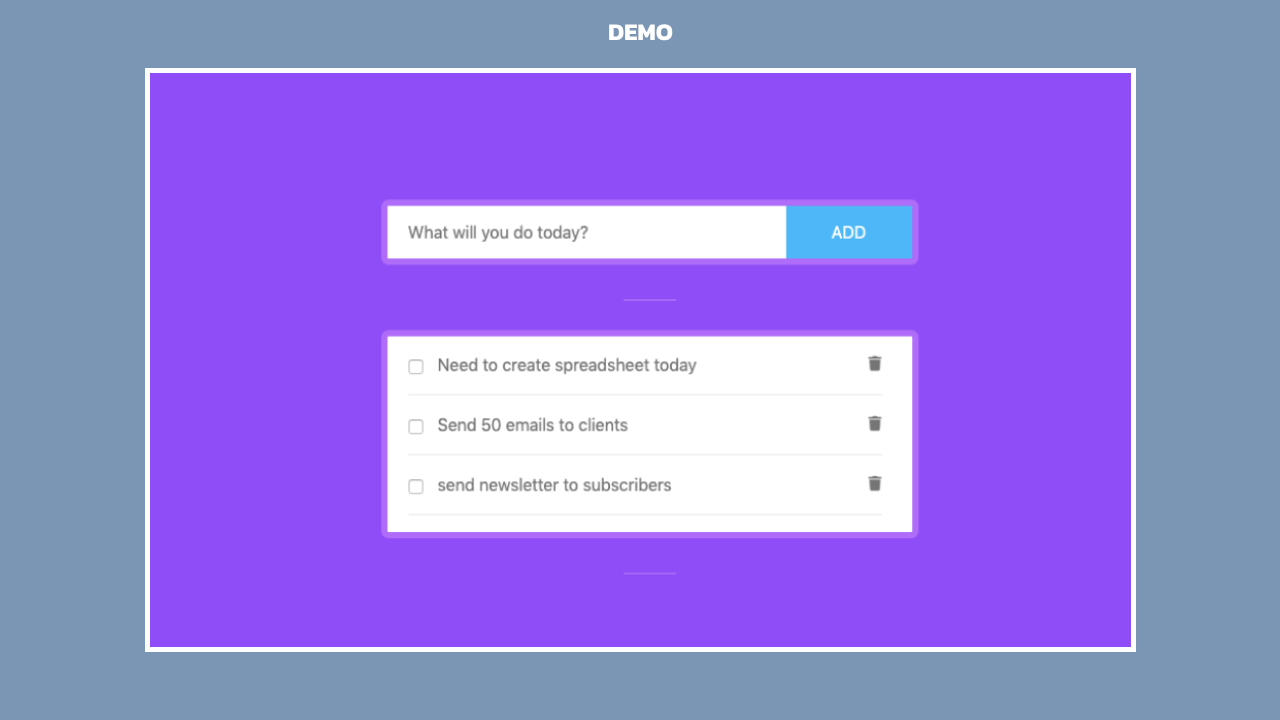 DEMO
What will you do today?
ADD
Need to create spreadsheet today
Send 50 emails to clients
send newsletter to subscribers